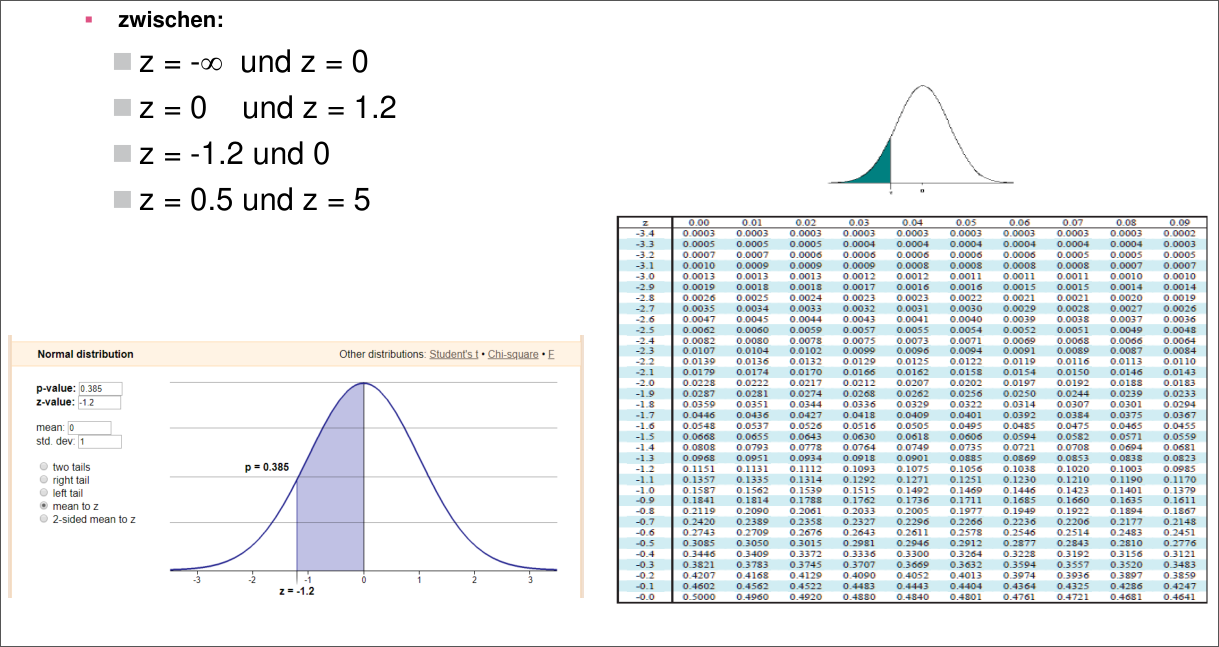 zwischen:
z = -∞ und z = 0
z = 0 und z = 1.2
z = -1.2 und 0
z = 0.5 und z = 5
Normal distribution
Other distributions: Student's t • Chi-square • F
p-value: 0.385
z-value: -1.2
mean: 0
std. dev: 1
two tails
right tail
left tail
mean to z
2-sided mean to z
p = 0.385
-3 -2 -1 0 1 2 3
z = -1.2
z 0.00 0.01 0.02 0.03 0.04 0.05 0.06 0.07 0.08 0.09
-3.4 0.0003 0.0003 0.0003 0.0003 0.0003 0.0003 0.0003 0.0003 0.0003 0.0002
-3.3 0.0005 0.0005 0.0005 0.0004 0.0004 0.0004 0.0004 0.0004 0.0004 0.0003
-3.2 0.0007 0.0007 0.0006 0.0006 0.0006 0.0006 0.0006 0.0005 0.0005 0.0005
-3.1 0.0010 0.0009 0.0009 0.0009 0.0008 0.0008 0.0008 0.0008 0.0007 0.0007
-3.0 0.0013 0.0013 0.0013 0.0012 0.0012 0.0011 0.0011 0.0011 0.0010 0.0010
-2.9 0.0019 0.0018 0.0018 0.0017 0.0016 0.0016 0.0015 0.0015 0.0014 0.0014
-2.8 0.0026 0.0025 0.0024 0.0023 0.0023 0.0022 0.0021 0.0021 0.0020 0.0019
-2.7 0.0035 0.0034 0.0033 0.0032 0.0031 0.0030 0.0029 0.0028 0.0027 0.0026
-2.6 0.0047 0.0045 0.0044 0.0043 0.0041 0.0040 0.0039 0.0038 0.0037 0.0036
-2.5 0.0062 0.0060 0.0059 0.0057 0.0055 0.0054 0.0052 0.0051 0.0049 0.0048
-2.4 0.0082 0.0080 0.0078 0.0075 0.0073 0.0071 0.0069 0.0068 0.0066 0.0064
-2.3 0.0107 0.0104 0.0102 0.0099 0.0096 0.0094 0.0091 0.0089 0.0087 0.0084
-2.2 0.0139 0.0136 0.0132 0.0129 0.0125 0.0122 0.0119 0.0116 0.0113 0.0110
-2.1 0.0179 0.0174 0.0170 0.0166 0.0162 0.0158 0.0154 0.0150 0.0146 0.0143
-2.0 0.0228 0.0222 0.0217 0.0212 0.0207 0.0202 0.0197 0.0192 0.0188 0.0183
-1.9 0.0287 0.0281 0.0274 0.0268 0.0262 0.0256 0.0250 0.0244 0.0239 0.0233
-1.8 0.0359 0.0351 0.0344 0.0336 0.0329 0.0322 0.0314 0.0307 0.0301 0.0294
-1.7 0.0446 0.0436 0.0427 0.0418 0.0409 0.0401 0.0392 0.0384 0.0375 0.0367
-1.6 0.0548 0.0537 0.0526 0.0516 0.0505 0.0495 0.0485 0.0475 0.0465 0.0455
-1.5 0.0668 0.0655 0.0643 0.0630 0.0618 0.0606 0.0594 0.0582 0.0571 0.0559
-1.4 0.0808 0.0793 0.0778 0.0764 0.0749 0.0735 0.0721 0.0708 0.0694 0.0681
-1.3 0.0968 0.0951 0.0934 0.0918 0.0901 0.0885 0.0869 0.0853 0.0838 0.0823
-1.2 0.1151 0.1131 0.1112 0.1093 0.1075 0.1056 0.1038 0.1020 0.1003 0.0985
-1.1 0.1357 0.1335 0.1314 0.1292 0.1271 0.1251 0.1230 0.1210 0.1190 0.1170
-1.0 0.1587 0.1562 0.1539 0.1515 0.1492 0.1469 0.1446 0.1423 0.1401 0.1379
-0.9 0.1841 0.1814 0.1788 0.1762 0.1736 0.1711 0.1685 0.1660 0.1635 0.1611
-0.8 0.2119 0.2090 0.2061 0.2033 0.2005 0.1977 0.1949 0.1922 0.1894 0.1867
-0.7 0.2420 0.2389 0.2358 0.2327 0.2296 0.2266 0.2236 0.2206 0.2177 0.2148
-0.6 0.2743 0.2709 0.2676 0.2643 0.2611 0.2578 0.2546 0.2514 0.2483 0.2451
-0.5 0.3085 0.3050 0.3015 0.2981 0.2946 0.2912 0.2877 0.2843 0.2810 0.2776
-0.4 0.3446 0.3409 0.3372 0.3336 0.3300 0.3264 0.3228 0.3192 0.3156 0.3121
-0.3 0.3821 0.3783 0.3745 0.3707 0.3669 0.3632 0.3594 0.3557 0.3520 0.3483
-0.2 0.4207 0.4168 0.4129 0.4090 0.4052 0.4013 0.3974 0.3936 0.3897 0.3859
-0.1 0.4602 0.4562 0.4522 0.4483 0.4443 0.4404 0.4364 0.4325 0.4286 0.4247
-0.0 0.5000 0.4960 0.4920 0.4880 0.4840 0.4801 0.4761 0.4721 0.4681 0.4641